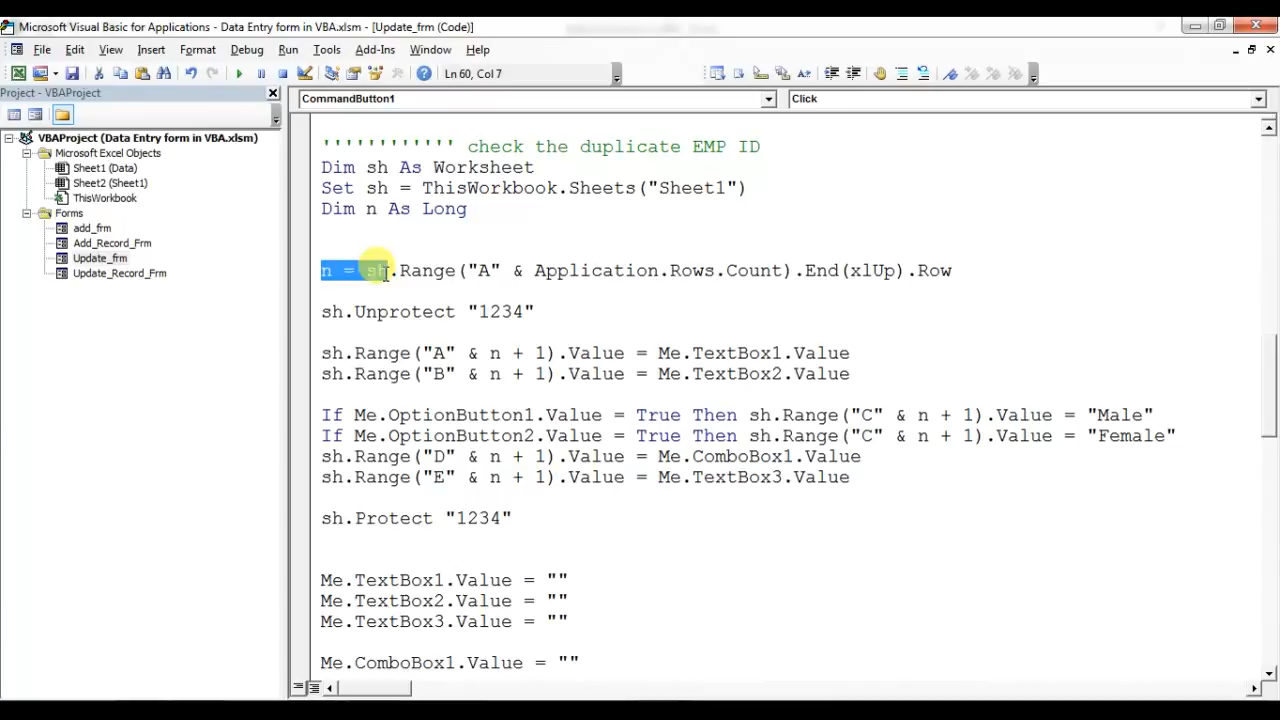 Microsoft Visual Basic for Applications - Data Entry form in VBA.xlsm - [Update_frm (Code)]
File Edit View Insert Format Debug Run Tools Add-Ins Window Help
Ln 60, Col 7
Project - VBAProject
CommandButton1
Click
VBAProject (Data Entry form in VBA.xlsm)
Microsoft Excel Objects
Sheet1 (Data)
Sheet2 (Sheet1)
ThisWorkbook
Forms
add_frm
Add_Record_Frm
Update_frm
Update_Record_Frm
'''''''''''' check the duplicate EMP ID
Dim sh As Worksheet
Set sh = ThisWorkbook.Sheets("Sheet1")
Dim n As Long
n = sh.Range("A" & Application.Rows.Count).End(xlUp).Row
sh.Unprotect "1234"
sh.Range("A" & n + 1).Value = Me.TextBox1.Value
sh.Range("B" & n + 1).Value = Me.TextBox2.Value
If Me.OptionButton1.Value = True Then sh.Range("C" & n + 1).Value = "Male"
If Me.OptionButton2.Value = True Then sh.Range("C" & n + 1).Value = "Female"
sh.Range("D" & n + 1).Value = Me.ComboBox1.Value
sh.Range("E" & n + 1).Value = Me.TextBox3.Value
sh.Protect "1234"
Me.TextBox1.Value = ""
Me.TextBox2.Value = ""
Me.TextBox3.Value = ""
Me.ComboBox1.Value = ""